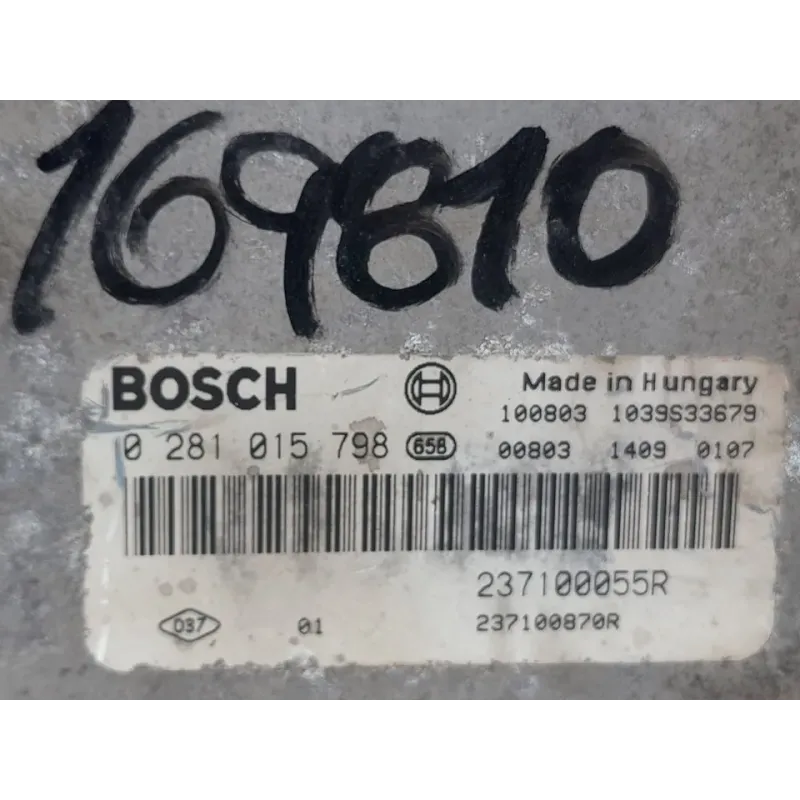 169810
BOSCH Made in Hungary
100803 1039S33679
0 281 015 798 658 00803 1409 0107
237100055R
D37 01 237100870R